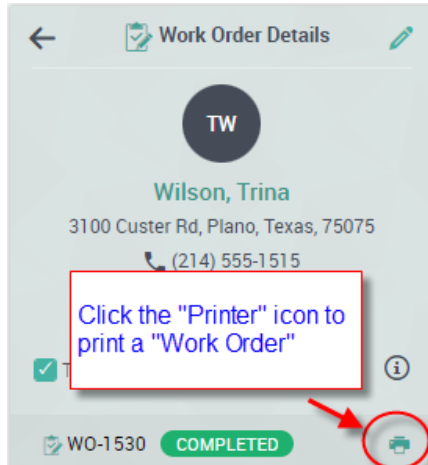 Work Order Details
TW
Wilson, Trina
3100 Custer Rd, Plano, Texas, 75075
(214) 555-1515
Click the "Printer" icon to
print a "Work Order"
WO-1530 COMPLETED